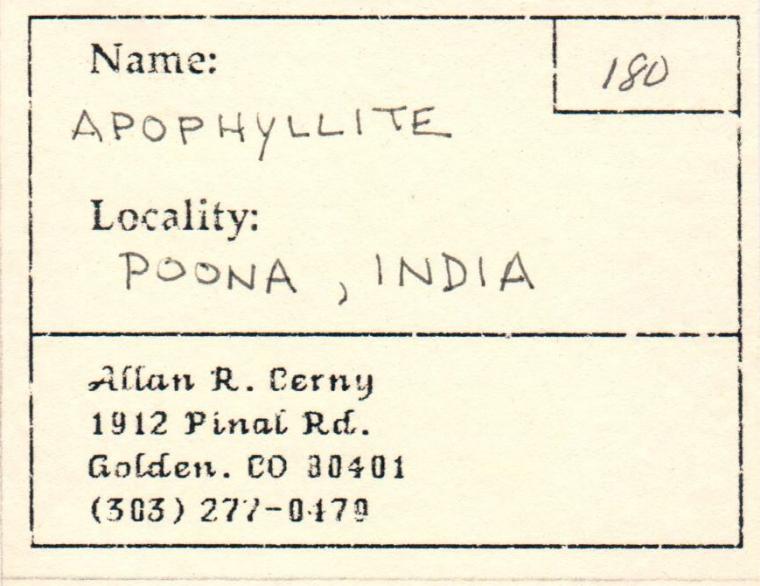 Name:
180
APOPHYLLITE
Locality:
POONA, INDIA
Allan R. Cerny
1912 Pinal Rd.
Golden. CO 80401
(303) 277-0479